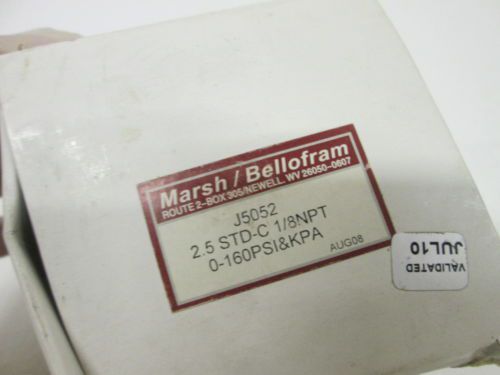 Marsh / Bellofram
ROUTE 2-BOX 305/NEWELL, WV 26050-0607
J5052
2.5 STD-C 1/8NPT
0-160PSI&KPA
AUG08
VALIDATED
JUL10